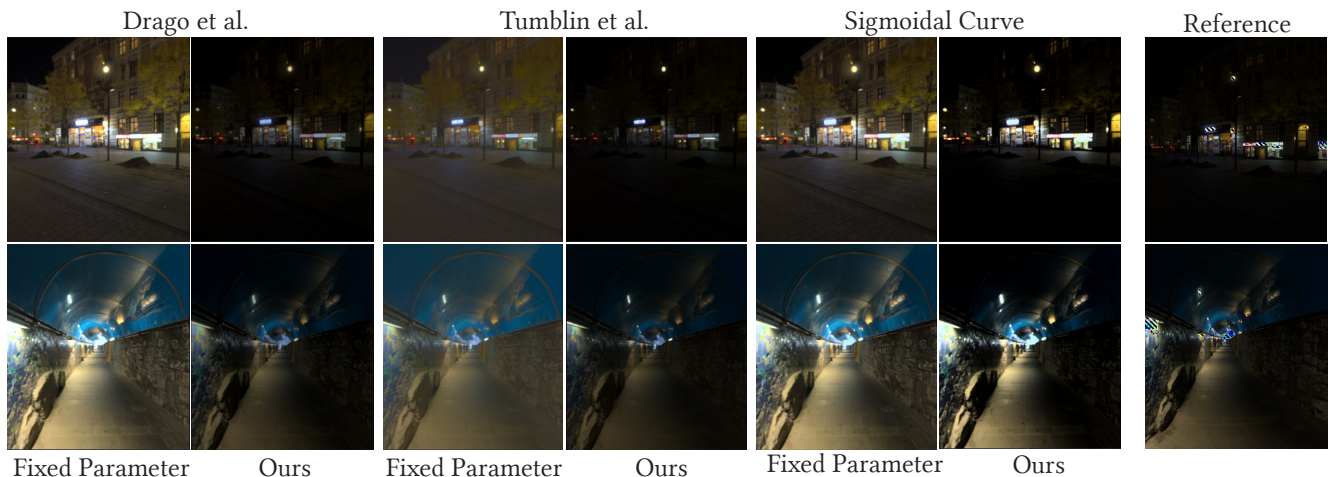 Drago et al.
Tumblin et al.
Sigmoidal Curve
Reference
Fixed Parameter
Ours
Fixed Parameter
Ours
Fixed Parameter
Ours